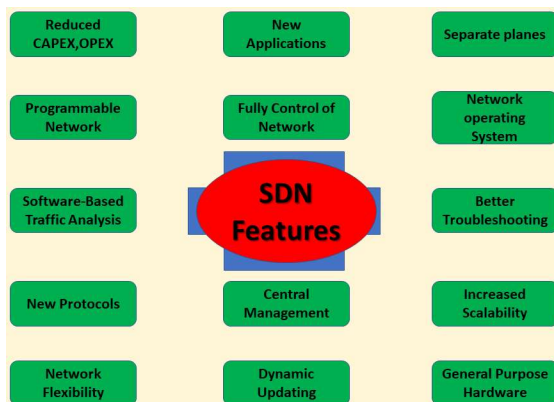 Reduced
CAPEX,OPEX
New
Applications
Separate planes
Programmable
Network
Fully Control of
Network
Network
operating
System
Software-Based
Traffic Analysis
SDN
Features
Better
Troubleshooting
New Protocols
Central
Management
Increased
Scalability
Network
Flexibility
Dynamic
Updating
General Purpose
Hardware